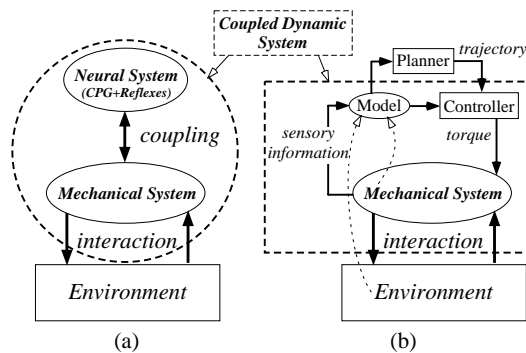 Coupled Dynamic
System
Neural System
(CPG+Reflexes)
coupling
Mechanical System
interaction
Environment
(a)
Planner
trajectory
Model
Controller
sensory
information
torque
Mechanical System
interaction
Environment
(b)